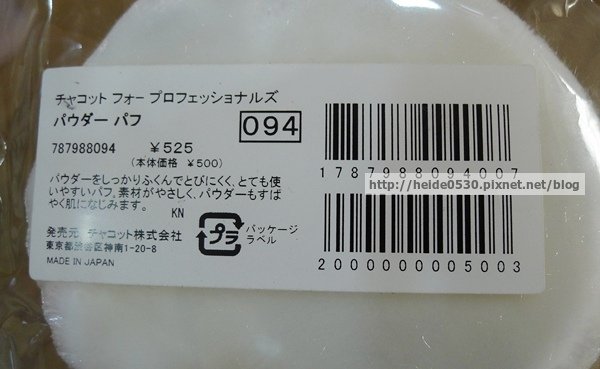 チャコット フォー プロフェッショナルズ
パウダー パフ
094
787988094 ￥525
(本体価格 ￥500)
パウダーをしっかりふくんでとびにくく、とても使
いやすいパフ。素材がやさしく、パウダーもすば
やく肌になじみます。
KN
発売元 チャコット株式会社
東京都渋谷区神南1-20-8
MADE IN JAPAN
プラ
パッケージ
ラベル
1787988094007
http://heide0530.pixnet.net/blog
2000000005003